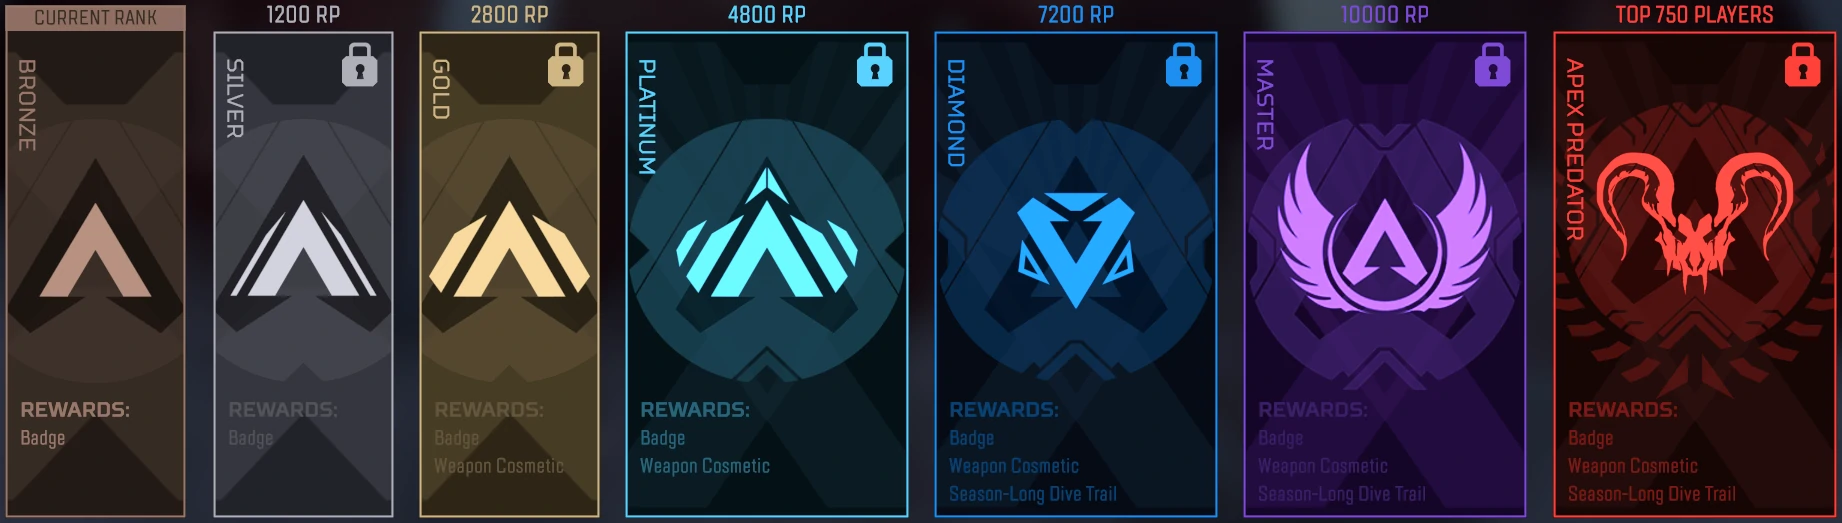 CURRENT RANK
BRONZE
REWARDS:
Badge
1200 RP
SILVER
REWARDS:
Badge
2800 RP
GOLD
REWARDS:
Badge
Weapon Cosmetic
4800 RP
PLATINUM
REWARDS:
Badge
Weapon Cosmetic
7200 RP
DIAMOND
REWARDS:
Badge
Weapon Cosmetic
Season-Long Dive Trail
10000 RP
MASTER
REWARDS:
Badge
Weapon Cosmetic
Season-Long Dive Trail
TOP 750 PLAYERS
APEX PREDATOR
REWARDS:
Badge
Weapon Cosmetic
Season-Long Dive Trail